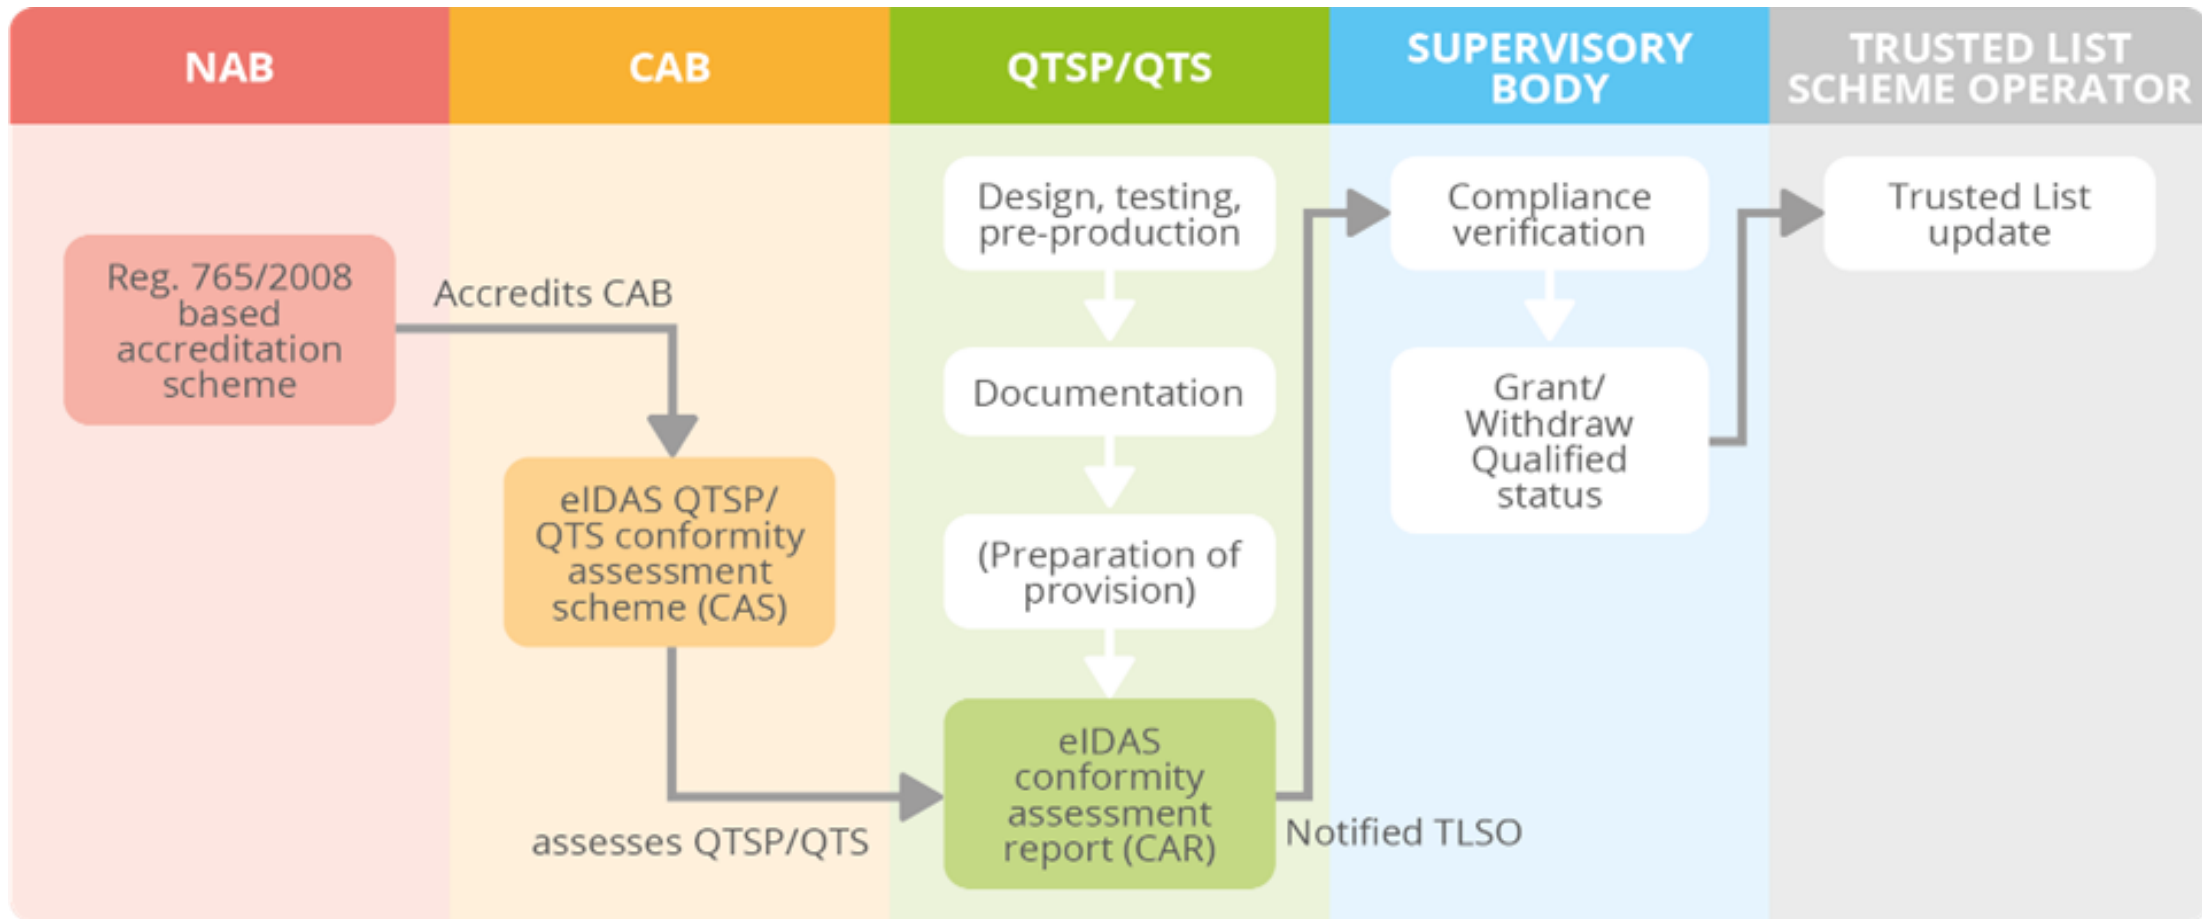 NAB
CAB
QTSP/QTS
SUPERVISORY
BODY
TRUSTED LIST
SCHEME OPERATOR
Reg. 765/2008
based
accreditation
scheme
Accredits CAB
eIDAS QTSP/
QTS conformity
assessment
scheme (CAS)
assesses QTSP/QTS
Design, testing,
pre-production
Documentation
(Preparation of
provision)
eIDAS
conformity
assessment
report (CAR)
Notified TLSO
Compliance
verification
Grant/
Withdraw
Qualified
status
Trusted List
update